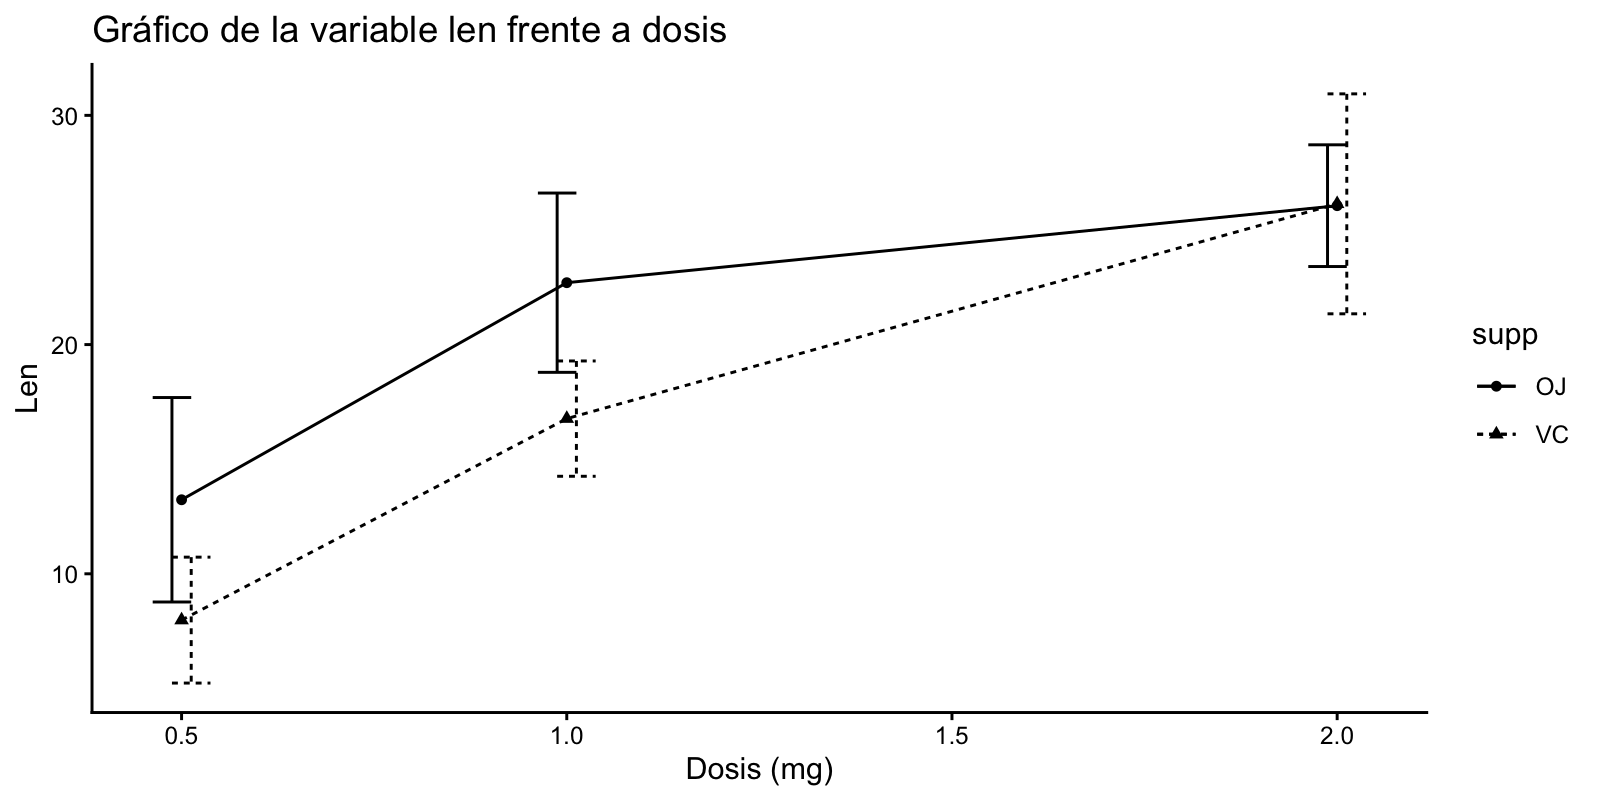 Gráfico de la variable len frente a dosis
30
20
10
Len
0.5 1.0 1.5 2.0
Dosis (mg)
supp
OJ
VC